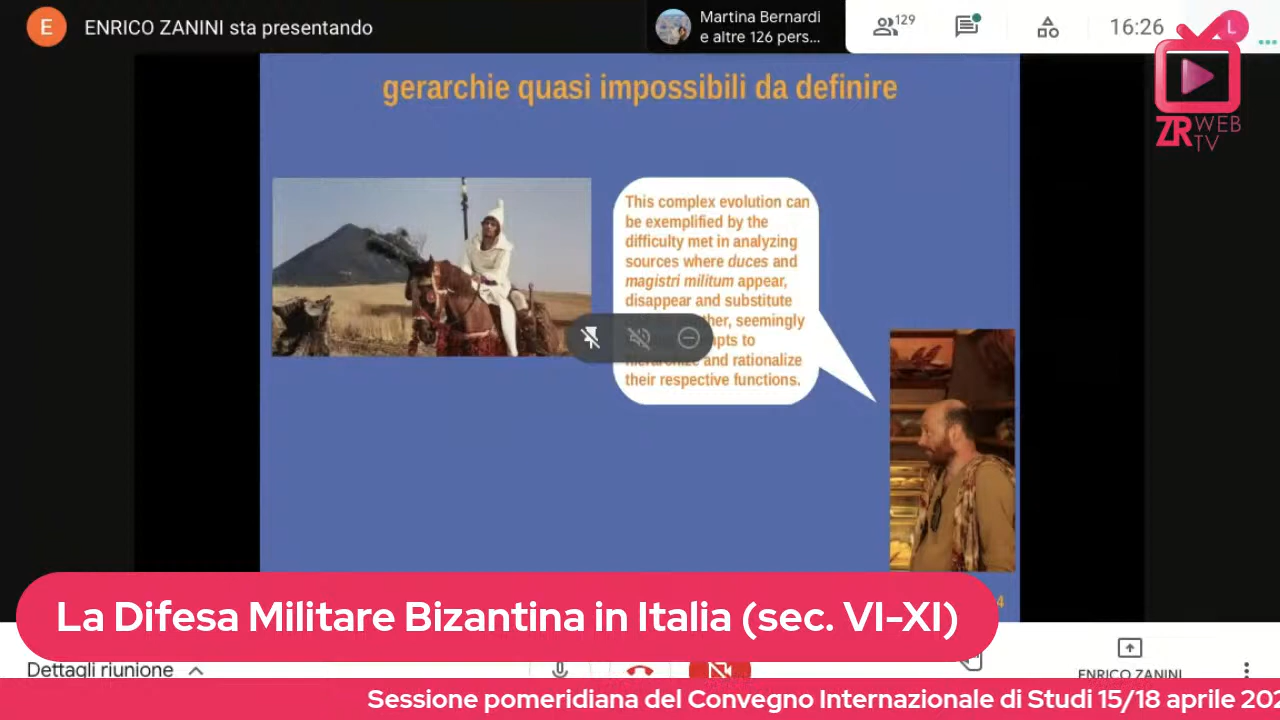 E ENRICO ZANINI sta presentando
Martina Bernardi
e altre 126 pers...
129
16:26
L
ZR WEB TV
gerarchie quasi impossibili da definire
This complex evolution can
be exemplified by the
difficulty met in analyzing
sources where duces and
magistri militum appear,
disappear and substitute
seemingly
to
and rationalize
their respective functions.
4
La Difesa Militare Bizantina in Italia (sec. VI-XI)
Dettagli riunione
ENRICO ZANINI
Sessione pomeridiana del Convegno Internazionale di Studi 15/18 aprile 202